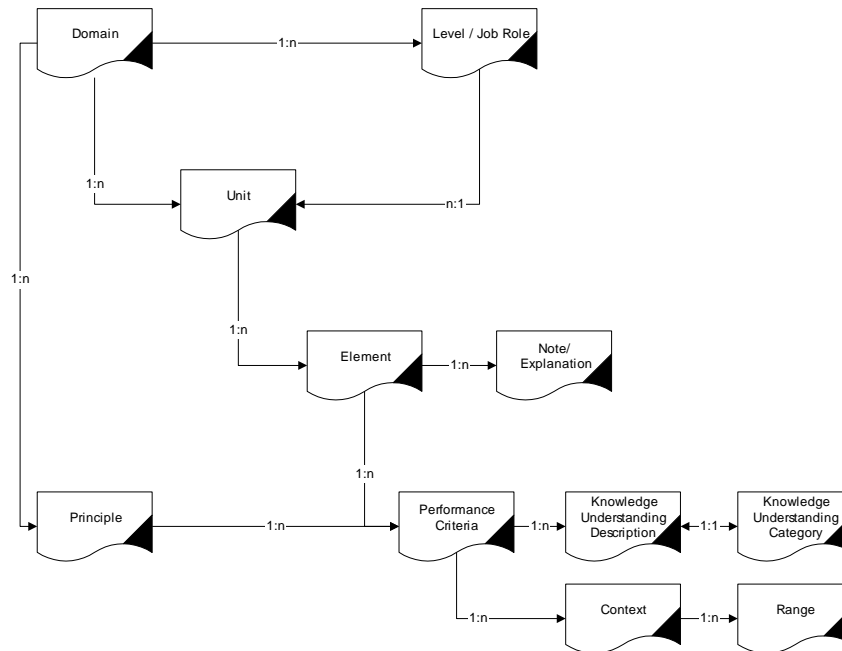 Domain
1:n
Level / Job Role
1:n
Unit
n:1
1:n
1:n
Element
1:n
Note/
Explanation
1:n
Principle
1:n
Performance
Criteria
1:n
Knowledge
Understanding
Description
1:1
Knowledge
Understanding
Category
1:n
Context
1:n
Range